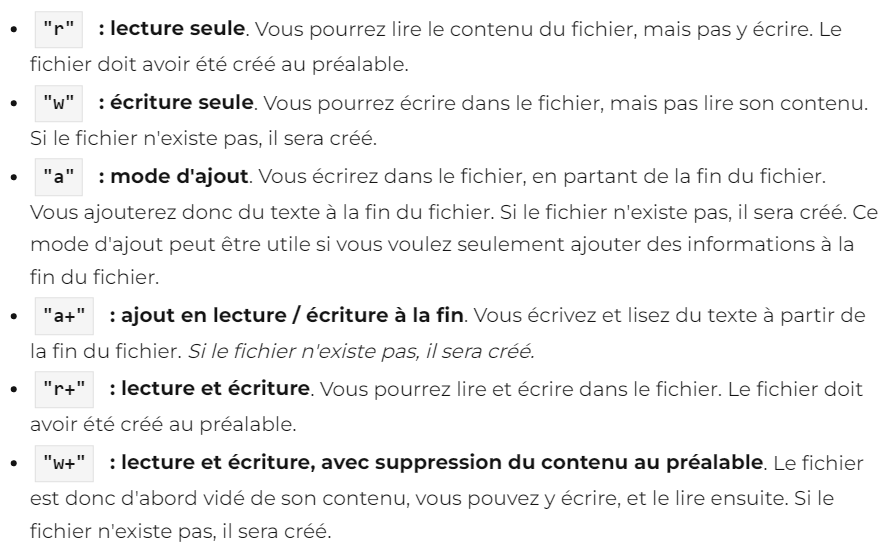 "r" : lecture seule. Vous pourrez lire le contenu du fichier, mais pas y écrire. Le
fichier doit avoir été créé au préalable.
"w" : écriture seule. Vous pourrez écrire dans le fichier, mais pas lire son contenu.
Si le fichier n'existe pas, il sera créé.
"a" : mode d'ajout. Vous écrirez dans le fichier, en partant de la fin du fichier.
Vous ajouterez donc du texte à la fin du fichier. Si le fichier n'existe pas, il sera créé. Ce
mode d'ajout peut être utile si vous voulez seulement ajouter des informations à la
fin du fichier.
"a+" : ajout en lecture / écriture à la fin. Vous écrivez et lisez du texte à partir de
la fin du fichier. Si le fichier n'existe pas, il sera créé.
"r+" : lecture et écriture. Vous pourrez lire et écrire dans le fichier. Le fichier doit
avoir été créé au préalable.
"w+" : lecture et écriture, avec suppression du contenu au préalable. Le fichier
est donc d'abord vidé de son contenu, vous pouvez y écrire, et le lire ensuite. Si le
fichier n'existe pas, il sera créé.